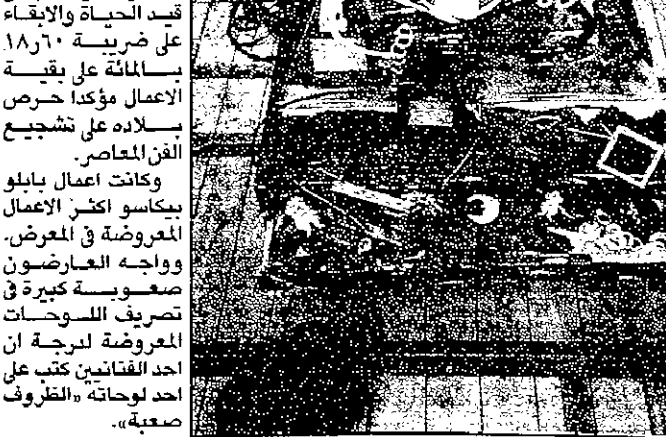 قيد الحياة والابقاء
على ضريبة ١٨٫٦٠
بالمائة على بقية
الاعمال مؤكدا حرص
بلاده على تشجيع
الفن المعاصر.
وكانت اعمال بابلو
بيكاسو اكثر الاعمال
المعروضة في المعرض.
وواجه العارضون
صعوبة كبيرة في
تصريف اللوحات
المعروضة لدرجة ان
احد الفنانين كتب على
احد لوحاته «الظروف
صعبة».